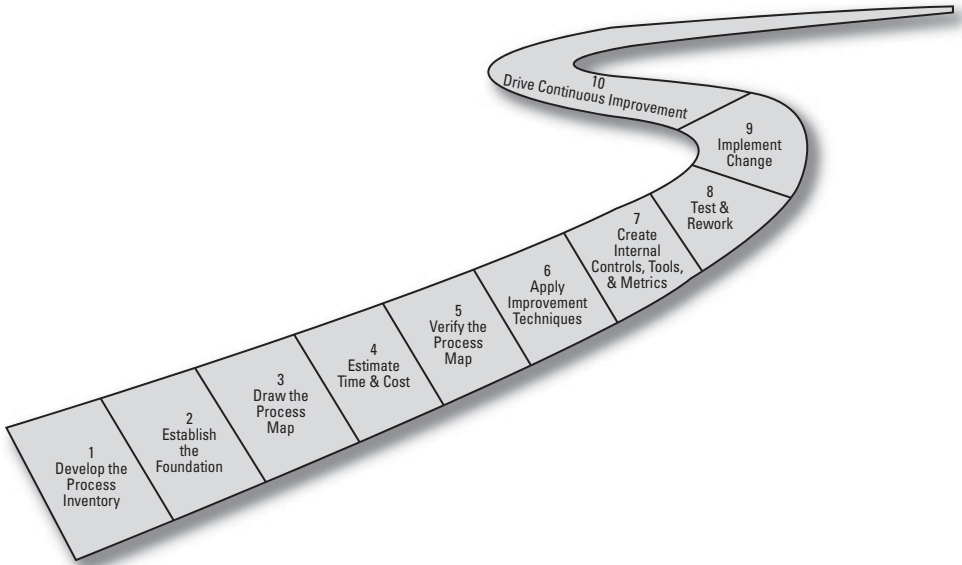 1
Develop the
Process
Inventory
2
Establish
the
Foundation
3
Draw the
Process
Map
4
Estimate
Time & Cost
5
Verify the
Process
Map
6
Apply
Improvement
Techniques
7
Create
Internal
Controls, Tools,
& Metrics
8
Test &
Rework
9
Implement
Change
10
Drive Continuous Improvement